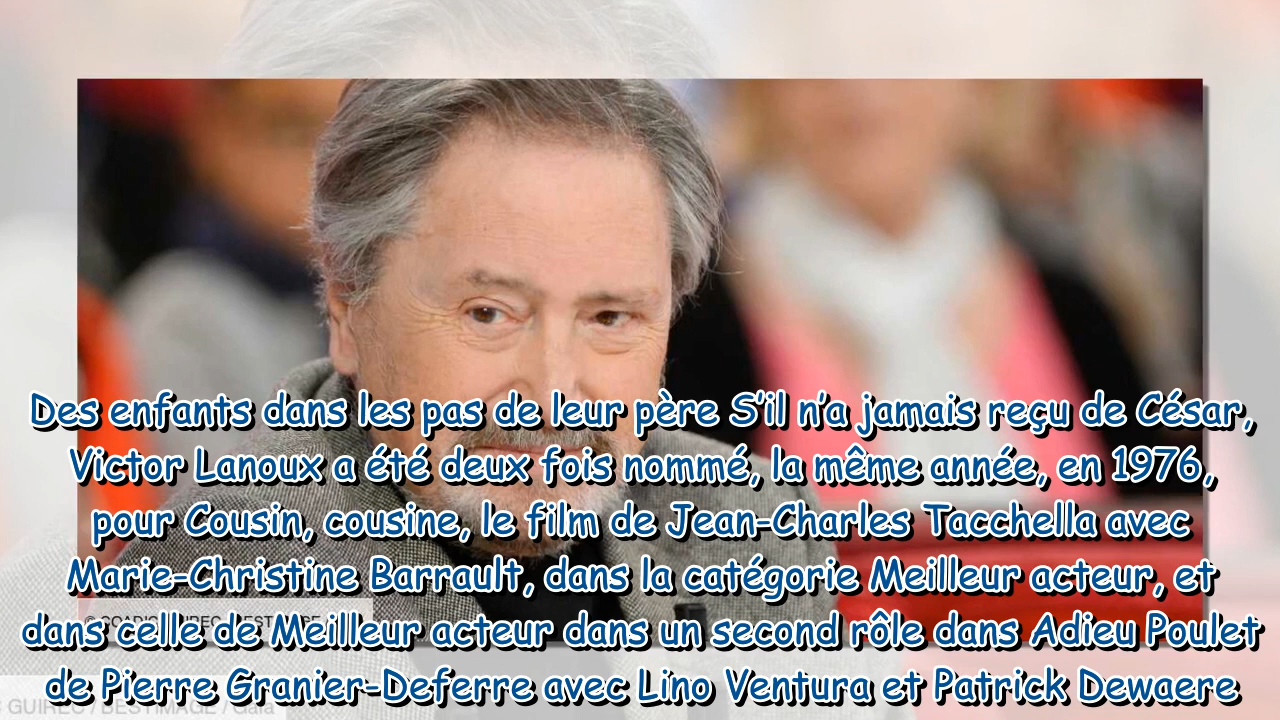 Des enfants dans les pas de leur père S'il n'a jamais reçu de César,
Victor Lanoux a été deux fois nommé, la même année, en 1976,
pour Cousin, cousine, le film de Jean-Charles Tacchella avec
Marie-Christine Barrault, dans la catégorie Meilleur acteur, et
dans celle de Meilleur acteur dans un second rôle dans Adieu Poulet
de Pierre Granier-Deferre avec Lino Ventura et Patrick Dewaere
GUIREC / BESTIMAGE / Gala